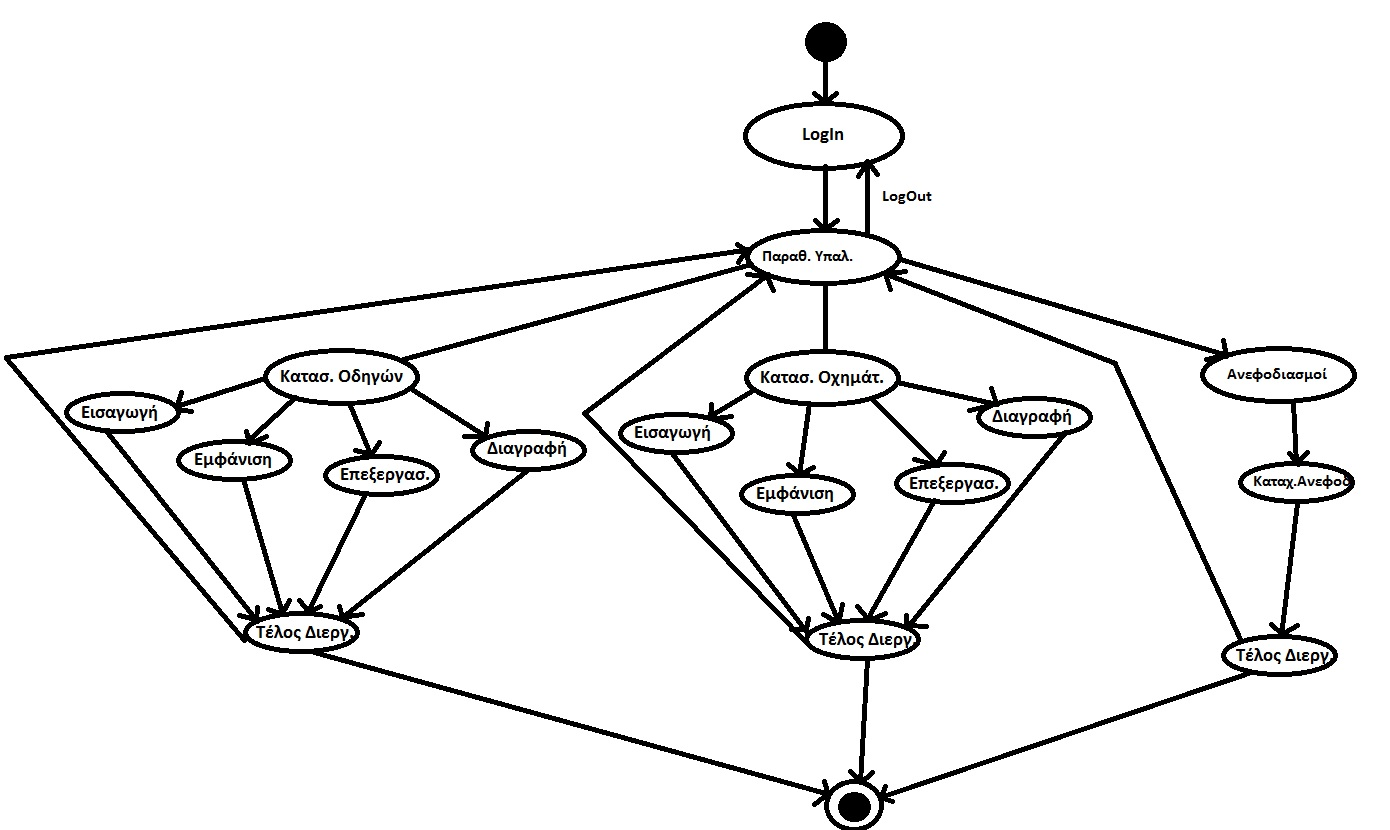 LogIn
LogOut
Παραθ. Υπαλ.
Κατασ. Οδηγών
Κατασ. Οχημάτ.
Ανεφοδιασμοί
Εισαγωγή
Εμφάνιση
Επεξεργασ.
Διαγραφή
Εισαγωγή
Εμφάνιση
Επεξεργασ.
Διαγραφή
Καταχ.Ανεφοδ
Τέλος Διεργ.
Τέλος Διεργ.
Τέλος Διεργ.